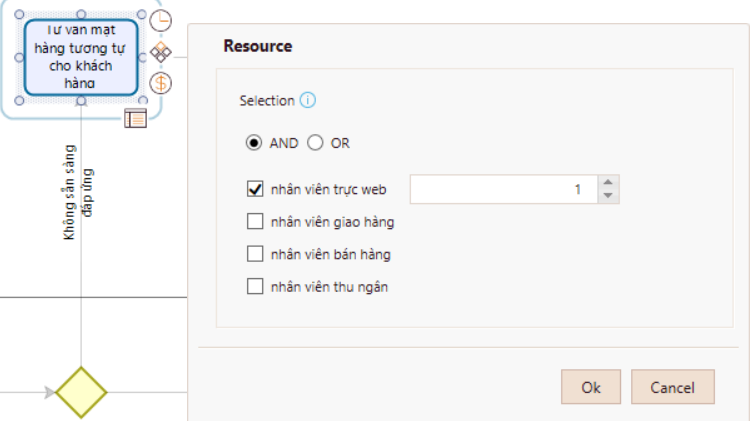 Tư vấn mặt
hàng tương tự
cho khách
hàng
Không sẵn sàng
đáp ứng
Resource
Selection
AND
OR
nhân viên trực web
1
nhân viên giao hàng
nhân viên bán hàng
nhân viên thu ngân
Ok
Cancel